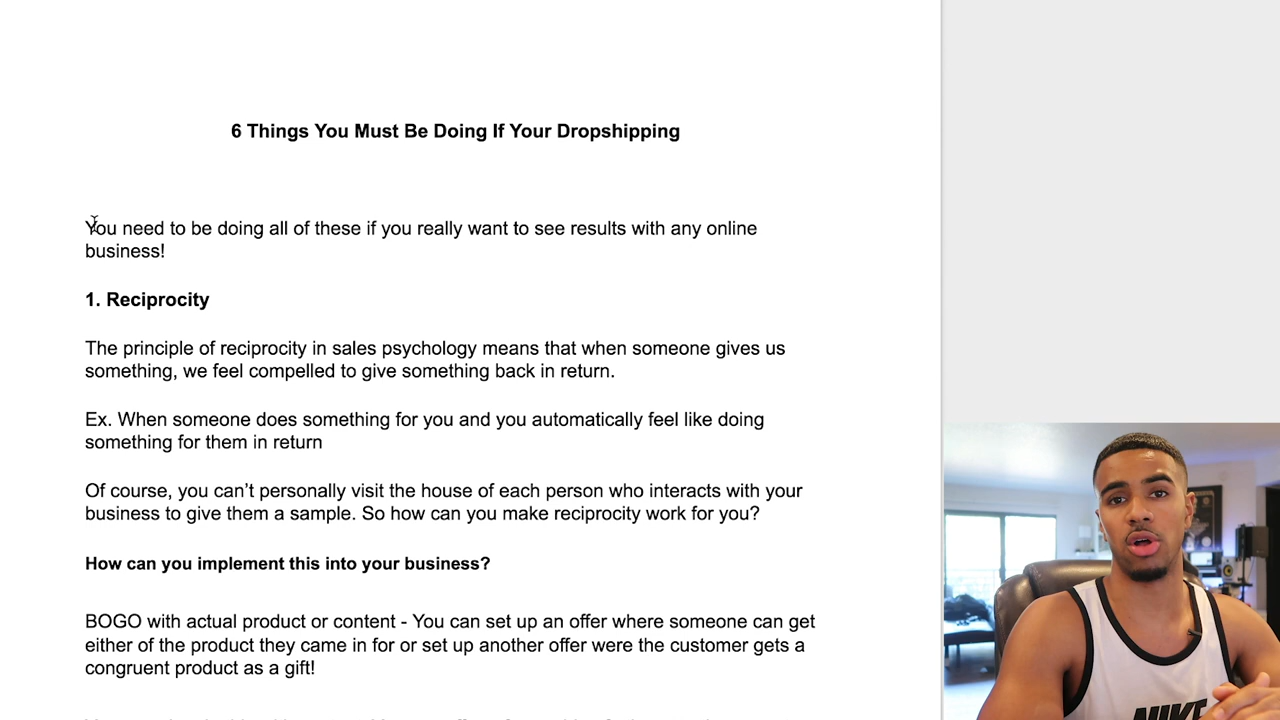 6 Things You Must Be Doing If Your Dropshipping
You need to be doing all of these if you really want to see results with any online
business!
1. Reciprocity
The principle of reciprocity in sales psychology means that when someone gives us
something, we feel compelled to give something back in return.
Ex. When someone does something for you and you automatically feel like doing
something for them in return
Of course, you can’t personally visit the house of each person who interacts with your
business to give them a sample. So how can you make reciprocity work for you?
How can you implement this into your business?
BOGO with actual product or content - You can set up an offer where someone can get
either of the product they came in for or set up another offer were the customer gets a
congruent product as a gift!
NIKE